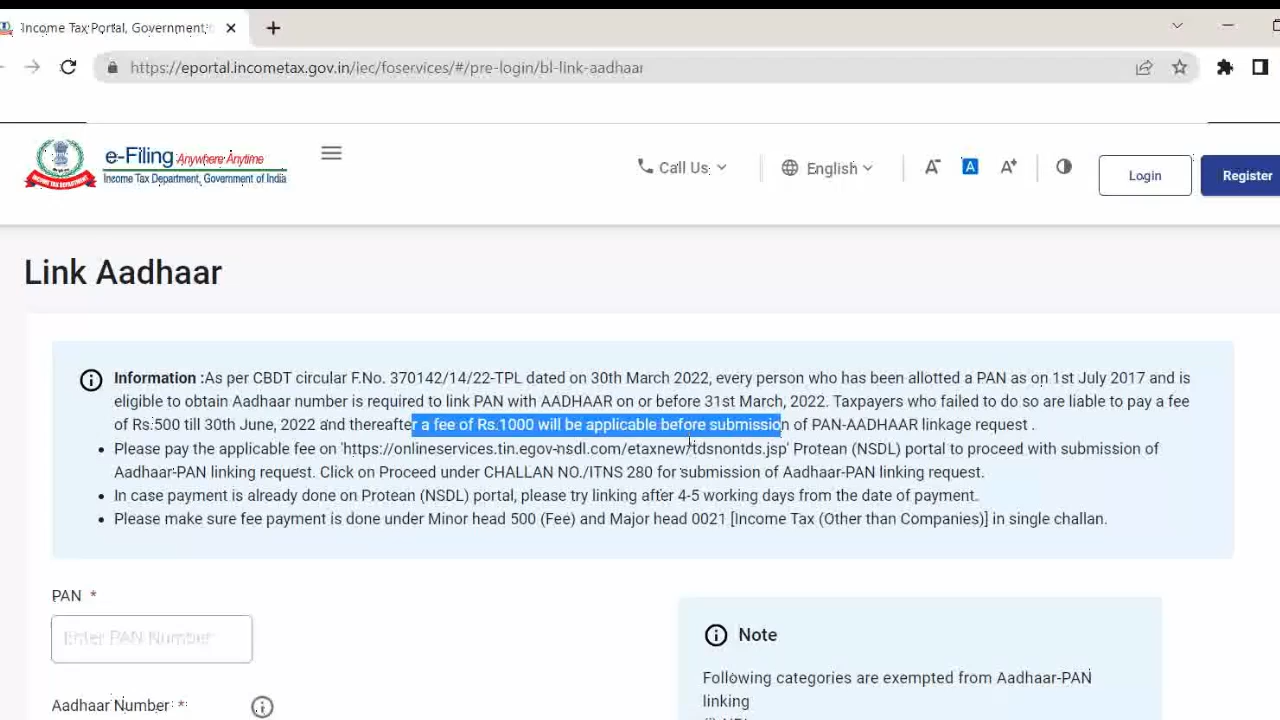 Income Tax Portal, Government
https://eportal.incometax.gov.in/iec/foservices/#/pre-login/bl-link-aadhaar
e-Filing Anywhere Anytime
Income Tax Department, Government of India
Call Us English A- A A+ Login Register
Link Aadhaar
Information :As per CBDT circular F.No. 370142/14/22-TPL dated on 30th March 2022, every person who has been allotted a PAN as on 1st July 2017 and is
eligible to obtain Aadhaar number is required to link PAN with AADHAAR on or before 31st March, 2022. Taxpayers who failed to do so are liable to pay a fee
of Rs.500 till 30th June, 2022 and thereafter a fee of Rs.1000 will be applicable before submission of PAN-AADHAAR linkage request .
• Please pay the applicable fee on 'https://onlineservices.tin.egov-nsdl.com/etaxnew/tdsnontds.jsp' Protean (NSDL) portal to proceed with submission of
Aadhaar-PAN linking request. Click on Proceed under CHALLAN NO./ITNS 280 for submission of Aadhaar-PAN linking request.
• In case payment is already done on Protean (NSDL) portal, please try linking after 4-5 working days from the date of payment.
• Please make sure fee payment is done under Minor head 500 (Fee) and Major head 0021 [Income Tax (Other than Companies)] in single challan.
PAN *
Enter PAN Number
Aadhaar Number *
Note
Following categories are exempted from Aadhaar-PAN
linking